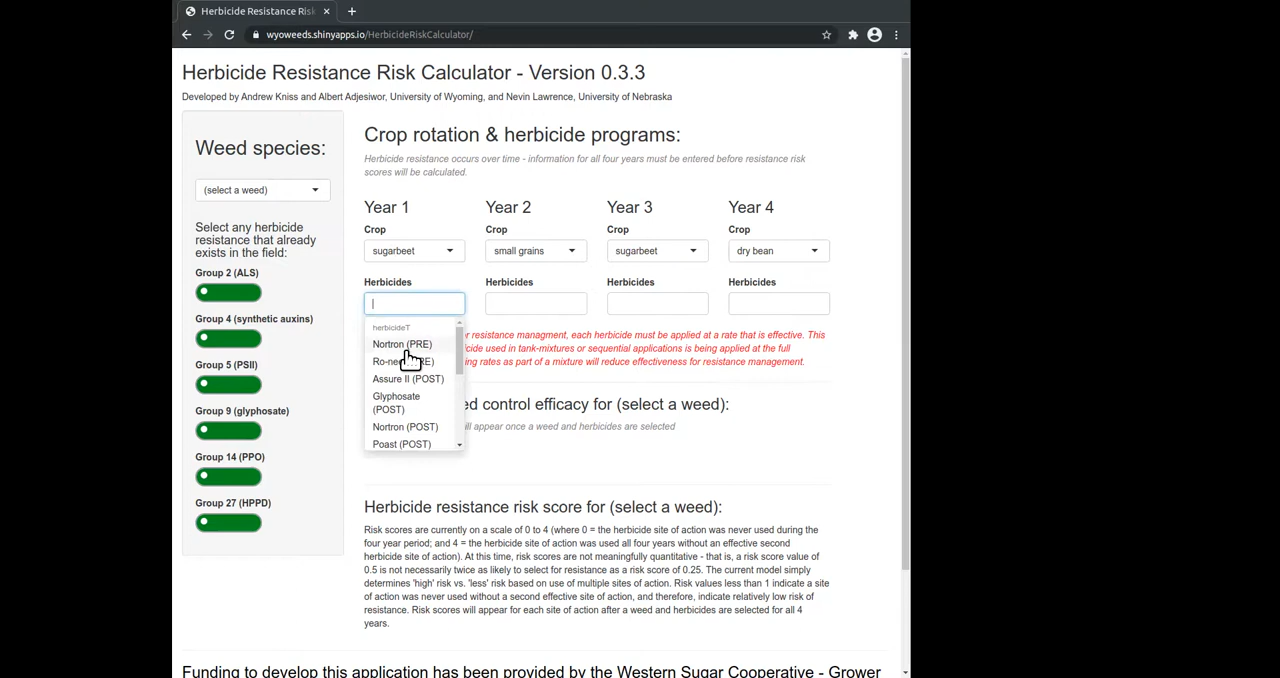 Herbicide Resistance Risk
wyoweeds.shinyapps.io/HerbicideRiskCalculator/
Herbicide Resistance Risk Calculator - Version 0.3.3
Developed by Andrew Kniss and Albert Adjesiwor, University of Wyoming, and Nevin Lawrence, University of Nebraska
Weed species:
(select a weed)
Select any herbicide
resistance that already
exists in the field:
Group 2 (ALS)
Group 4 (synthetic auxins)
Group 5 (PSII)
Group 9 (glyphosate)
Group 14 (PPO)
Group 27 (HPPD)
Crop rotation & herbicide programs:
Herbicide resistance occurs over time - information for all four years must be entered before resistance risk
scores will be calculated.
Year 1 Year 2 Year 3 Year 4
Crop Crop Crop Crop
sugarbeet small grains sugarbeet dry bean
Herbicides Herbicides Herbicides Herbicides
herbicideT
Nortron (PRE)
Assure II (POST)
Glyphosate
(POST)
Nortron (POST)
Poast (POST)
or resistance managment, each herbicide must be applied at a rate that is effective. This
icide used in tank-mixtures or sequential applications is being applied at the full
ing rates as part of a mixture will reduce effectiveness for resistance management.
ed control efficacy for (select a weed):
ill appear once a weed and herbicides are selected
Herbicide resistance risk score for (select a weed):
Risk scores are currently on a scale of 0 to 4 (where 0 = the herbicide site of action was never used during the
four year period; and 4 = the herbicide site of action was used all four years without an effective second
herbicide site of action). At this time, risk scores are not meaningfully quantitative - that is, a risk score value of
0.5 is not necessarily twice as likely to select for resistance as a risk score of 0.25. The current model simply
determines 'high' risk vs. 'less' risk based on use of multiple sites of action. Risk values less than 1 indicate a site
of action was never used without a second effective site of action, and therefore, indicate relatively low risk of
resistance. Risk scores will appear for each site of action after a weed and herbicides are selected for all 4
years.
Funding to develop this application has been provided by the Western Sugar Cooperative - Grower